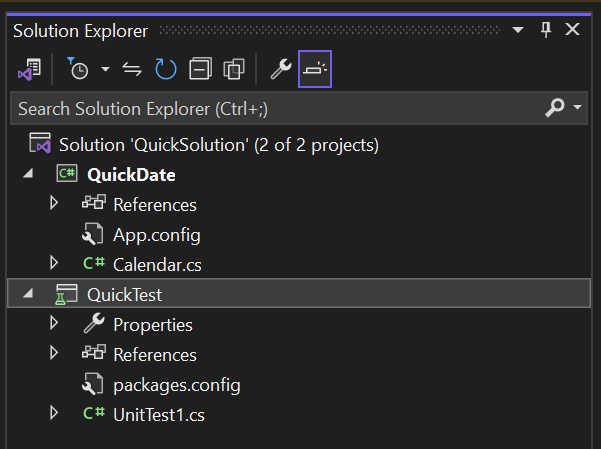 Solution Explorer
Search Solution Explorer (Ctrl+;)
Solution 'QuickSolution' (2 of 2 projects)
C# QuickDate
References
App.config
C# Calendar.cs
QuickTest
Properties
References
packages.config
C# UnitTest1.cs